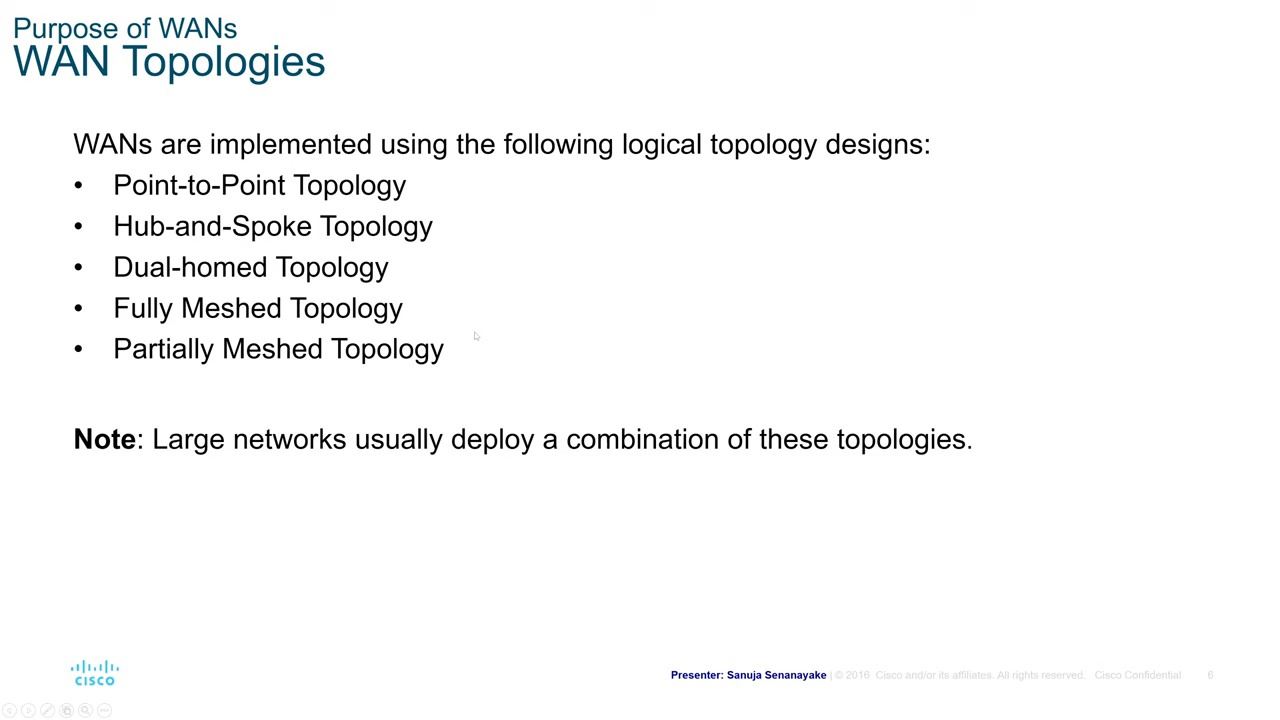 Purpose of WANs
WAN Topologies
WANs are implemented using the following logical topology designs:
• Point-to-Point Topology
• Hub-and-Spoke Topology
• Dual-homed Topology
• Fully Meshed Topology
• Partially Meshed Topology
Note: Large networks usually deploy a combination of these topologies.
CISCO
Presenter: Sanuja Senanayake | © 2016 Cisco and/or its affiliates. All rights reserved. Cisco Confidential 6